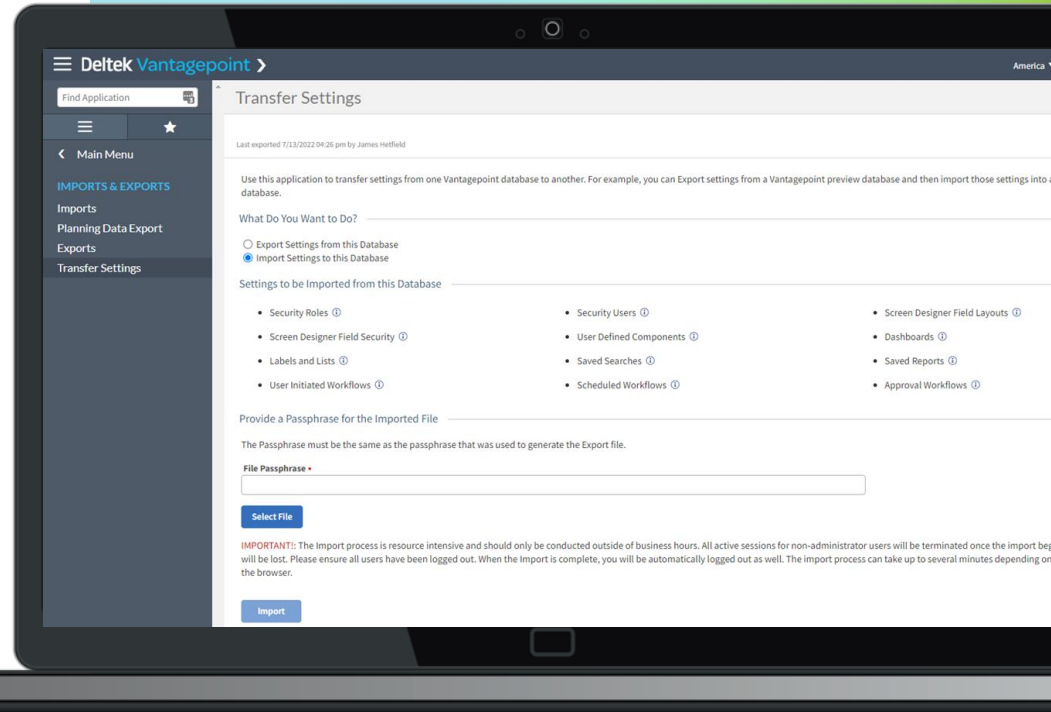 Deltek Vantagepoint
America
Find Application
Transfer Settings
Main Menu
Last exported 7/13/2022 04:26 pm by James Hetfield
IMPORTS & EXPORTS
Use this application to transfer settings from one Vantagepoint database to another. For example, you can Export settings from a Vantagepoint preview database and then import those settings into a
database.
Imports
What Do You Want to Do?
Planning Data Export
Export Settings from this Database
Exports
Import Settings to this Database
Transfer Settings
Settings to be Imported from this Database
• Security Roles • Security Users • Screen Designer Field Layouts
• Screen Designer Field Security • User Defined Components • Dashboards
• Labels and Lists • Saved Searches • Saved Reports
• User Initiated Workflows • Scheduled Workflows • Approval Workflows
Provide a Passphrase for the Imported File
The Passphrase must be the same as the passphrase that was used to generate the Export file.
File Passphrase •
Select File
IMPORTANT!: The Import process is resource intensive and should only be conducted outside of business hours. All active sessions for non-administrator users will be terminated once the import beg
will be lost. Please ensure all users have been logged out. When the Import is complete, you will be automatically logged out as well. The import process can take up to several minutes depending on
the browser.
Import